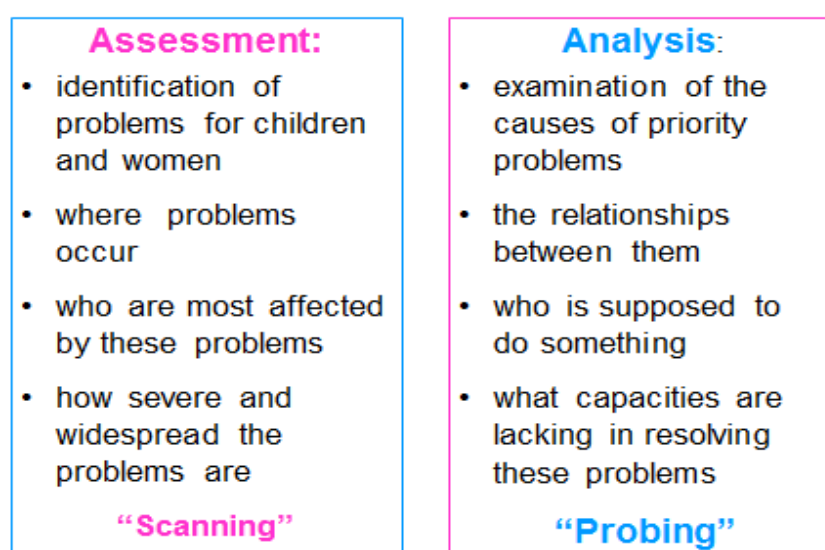 Assessment:
• identification of
problems for children
and women
• where problems
occur
• who are most affected
by these problems
• how severe and
widespread the
problems are
“Scanning”
Analysis:
• examination of the
causes of priority
problems
• the relationships
between them
• who is supposed to
do something
• what capacities are
lacking in resolving
these problems
“Probing”